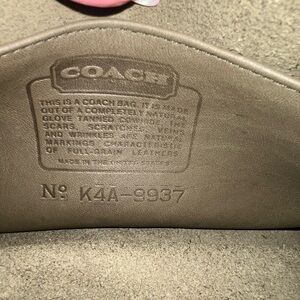 COACH
THIS IS A COACH BAG. IT IS MADE
OUT OF A COMPLETELY NATURAL
GLOVE TANNED COWHIDE. THE
SCARS, SCRATCHES, VEINS
AND WRINKLES ARE NATURAL
MARKINGS CHARACTERISTIC
OF FULL-GRAIN LEATHERS.
MADE IN THE UNITED STATES
No K4A-9937